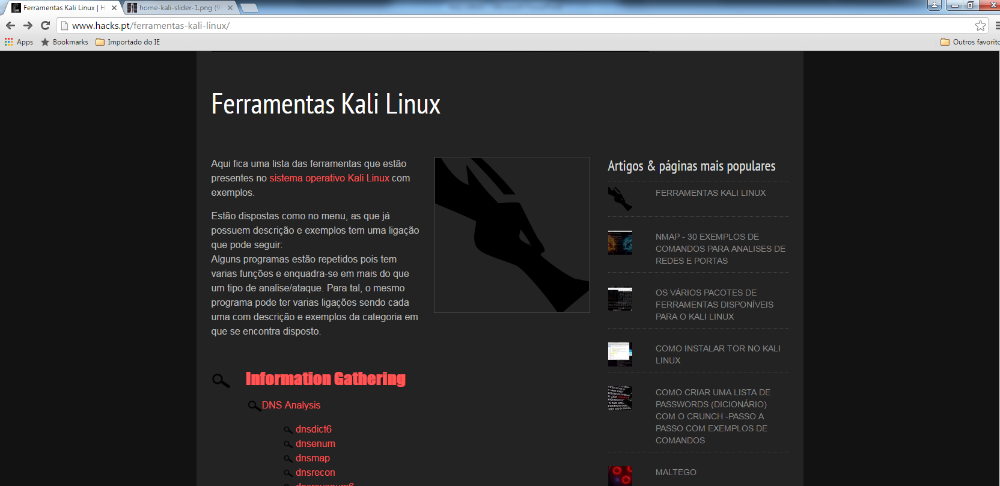 Ferramentas Kali Linux | H
home-kali-slider-1.png (9
www.hacks.pt/ferramentas-kali-linux/
Apps
Bookmarks
Importado do IE
Outros favorito
Ferramentas Kali Linux
Aqui fica uma lista das ferramentas que estão
presentes no sistema operativo Kali Linux com
exemplos.
Estão dispostas como no menu, as que já
possuem descrição e exemplos tem uma ligação
que pode seguir:
Alguns programas estão repetidos pois tem
varias funções e enquadra-se em mais do que
um tipo de analise/ataque. Para tal, o mesmo
programa pode ter varias ligações sendo cada
uma com descrição e exemplos da categoria em
que se encontra disposto.
Information Gathering
DNS Analysis
dnsdict6
dnsenum
dnsmap
dnsrecon
dnsrevenum6
Artigos & páginas mais populares
FERRAMENTAS KALI LINUX
NMAP - 30 EXEMPLOS DE
COMANDOS PARA ANALISES DE
REDES E PORTAS
OS VÁRIOS PACOTES DE
FERRAMENTAS DISPONÍVEIS
PARA O KALI LINUX
COMO INSTALAR TOR NO KALI
LINUX
COMO CRIAR UMA LISTA DE
PASSWORDS (DICIONÁRIO)
COM O CRUNCH -PASSO A
PASSO COM EXEMPLOS DE
COMANDOS
MALTEGO